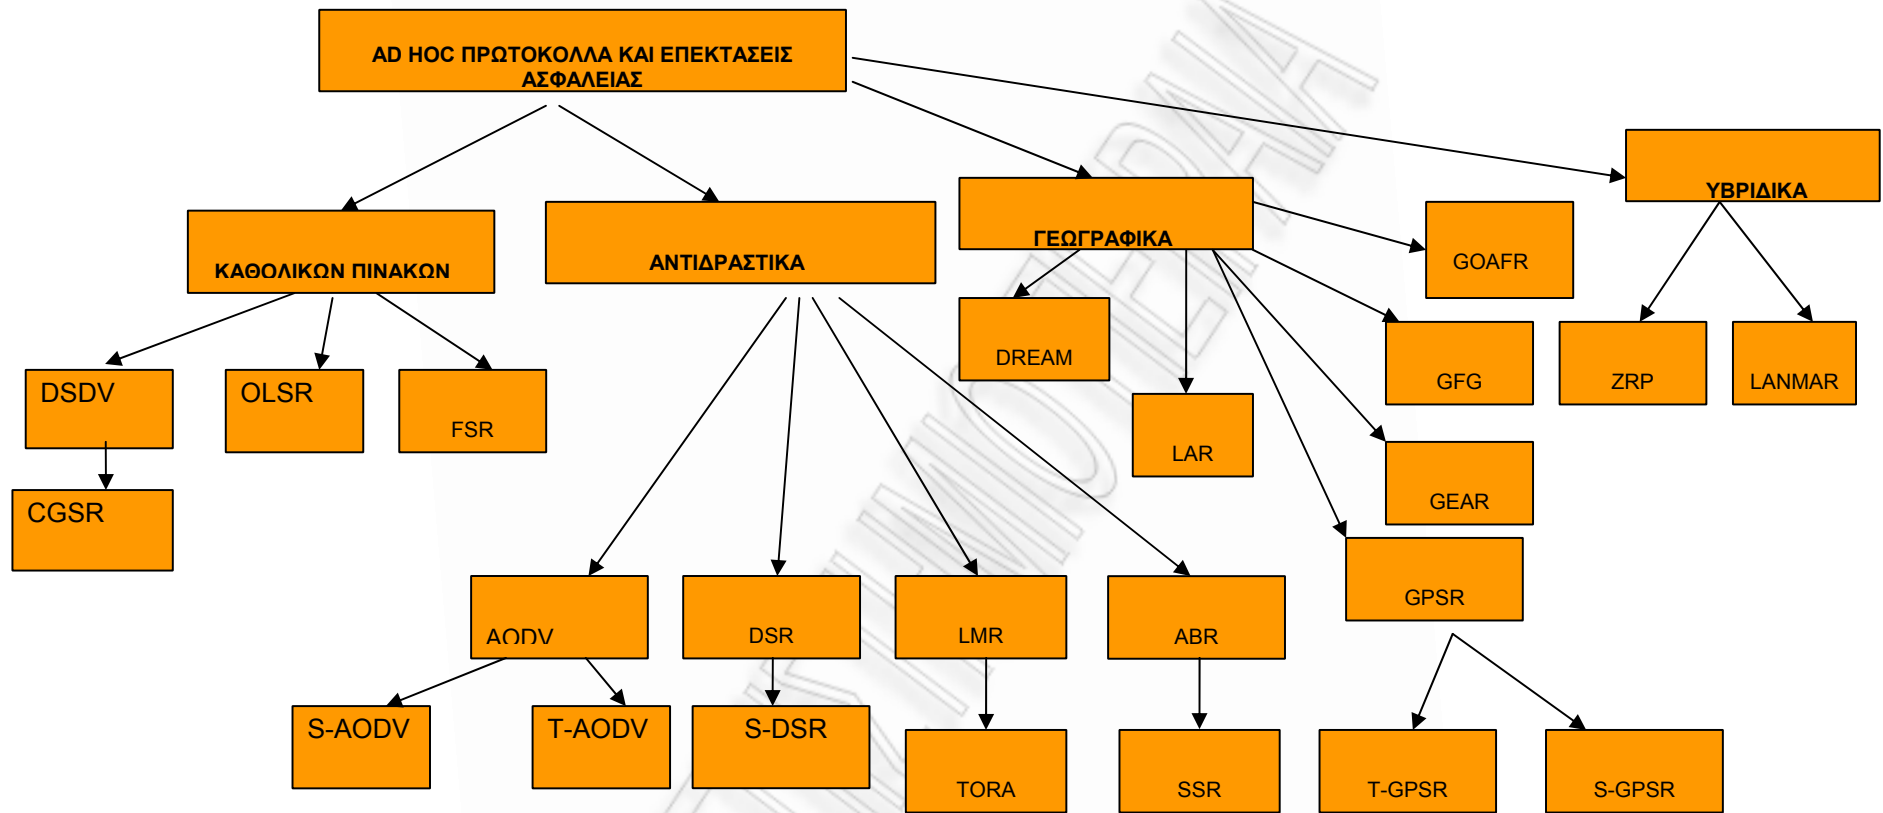 AD HOC ΠΡΩΤΟΚΟΛΛΑ ΚΑΙ ΕΠΕΚΤΑΣΕΙΣ
ΑΣΦΑΛΕΙΑΣ
ΥΒΡΙΔΙΚΑ
ΓΕΩΓΡΑΦΙΚΑ
ΑΝΤΙΔΡΑΣΤΙΚΑ
ΚΑΘΟΛΙΚΩΝ ΠΙΝΑΚΩΝ
GOAFR
DREAM
GFG
ZRP
LANMAR
DSDV
OLSR
FSR
LAR
GEAR
CGSR
GPSR
AODV
DSR
LMR
ABR
S-AODV
T-AODV
S-DSR
TORA
SSR
T-GPSR
S-GPSR